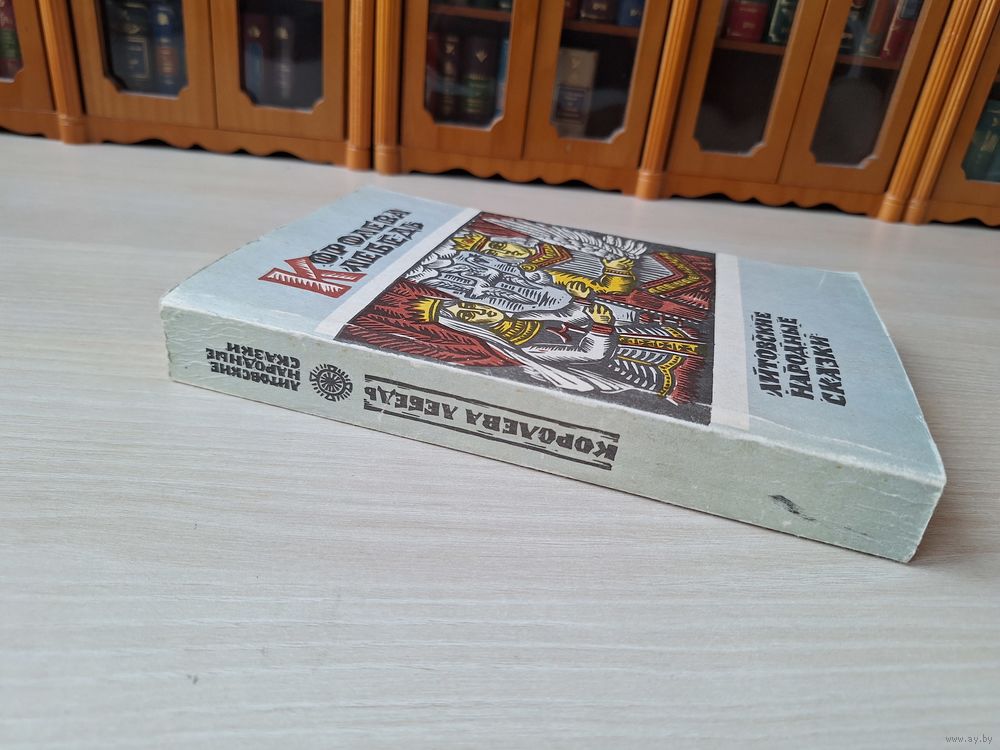 КОРОЛЕВА
ЛЕБЕДЬ
ЛИТОВСКИЕ
НАРОДНЫЕ
СКАЗКИ
ЛИТОВСКИЕ
НАРОДНЫЕ
СКАЗКИ
КОРОЛЕВА ЛЕБЕДЬ
www.ay.by